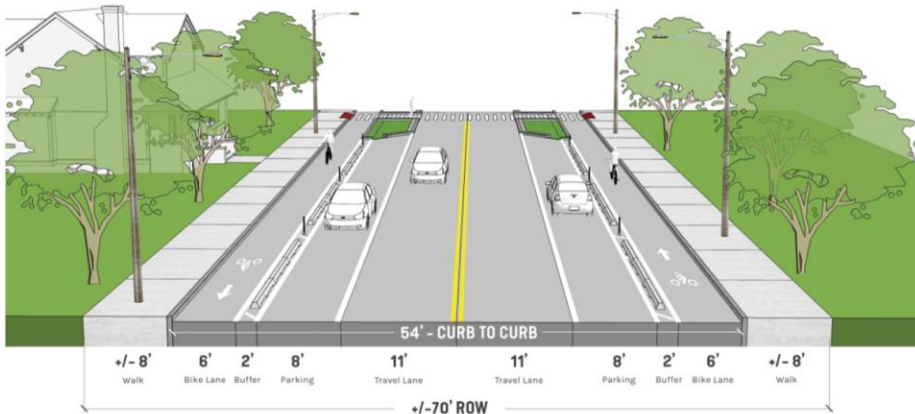 54' - CURB TO CURB
+/- 8' 6' 2' 8' 11' 11' 8' 2' 6' +/- 8'
Walk Bike Lane Buffer Parking Travel Lane Travel Lane Parking Buffer Bike Lane Walk
+/-70' ROW